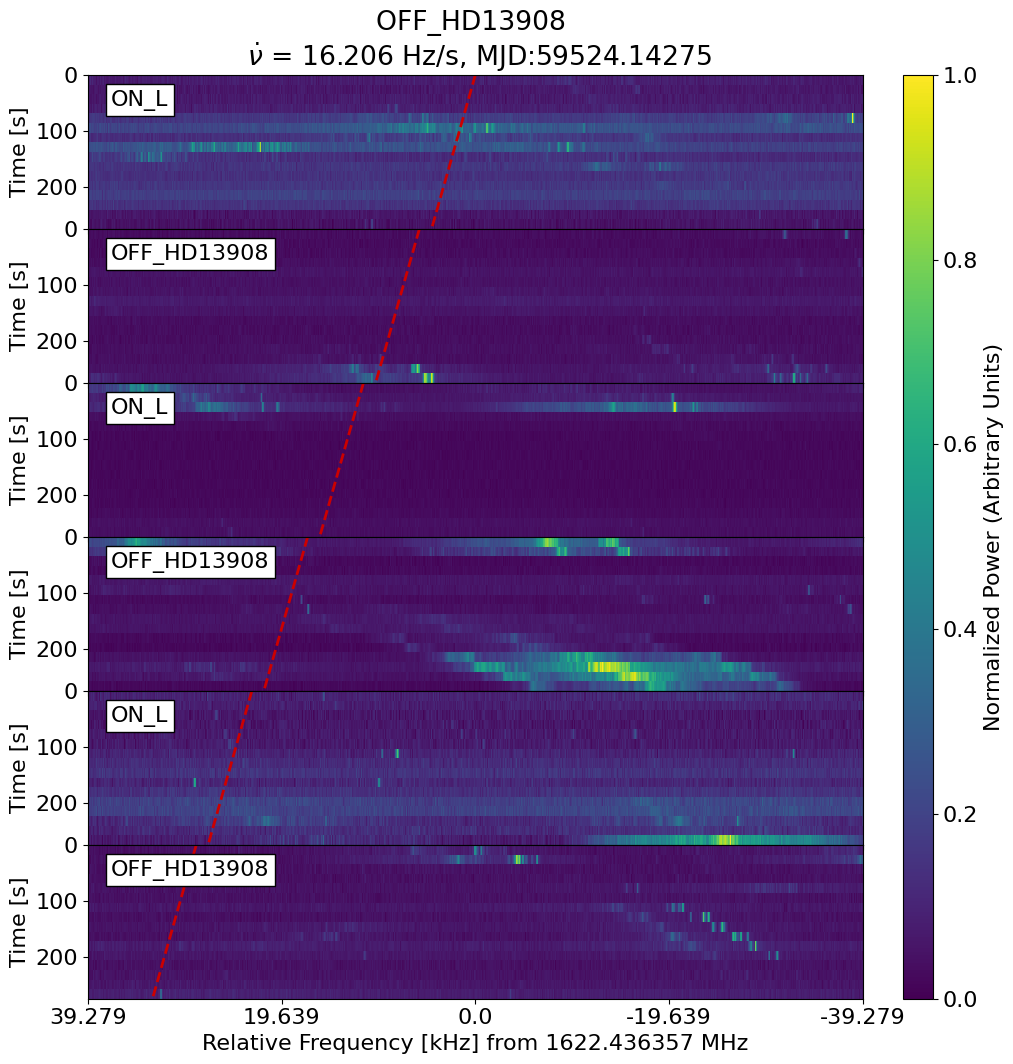 OFF_HD13908
ν̇ = 16.206 Hz/s, MJD:59524.14275
ON_L
OFF_HD13908
ON_L
OFF_HD13908
ON_L
OFF_HD13908
Time [s]
Time [s]
Time [s]
Time [s]
Time [s]
Time [s]
0
100
200
0
100
200
0
100
200
0
100
200
0
100
200
0
100
200
39.279
19.639
0.0
-19.639
-39.279
Relative Frequency [kHz] from 1622.436357 MHz
1.0
0.8
0.6
0.4
0.2
0.0
Normalized Power (Arbitrary Units)